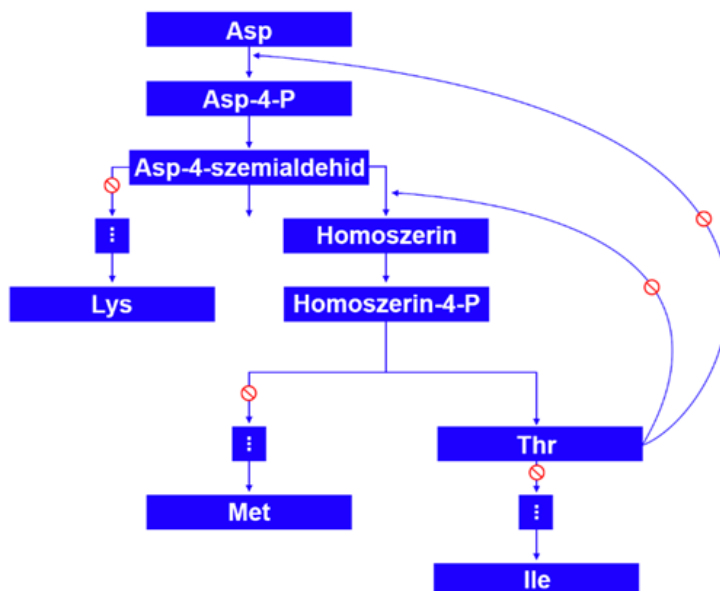 Asp
Asp-4-P
Asp-4-szemialdehid
Homoszerin
Lys
Homoszerin-4-P
Thr
Met
Ile